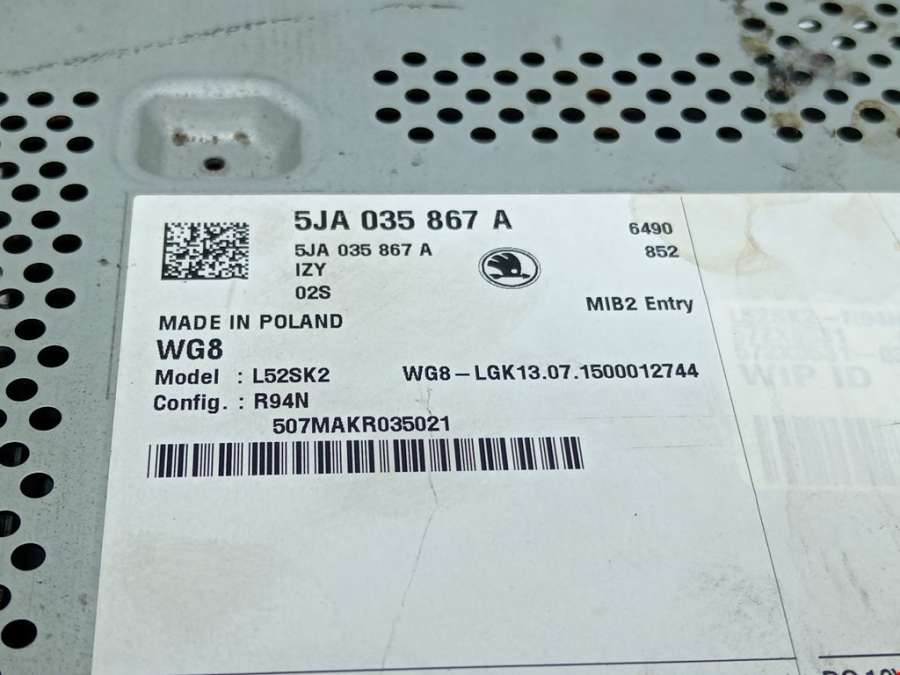 5JA 035 867 A
6490
5JA 035 867 A
852
IZY
02S
MIB2 Entry
MADE IN POLAND
WG8
Model : L52SK2
WG8-LGK13.07.1500012744
Config. : R94N
507MAKR035021
WIP ID